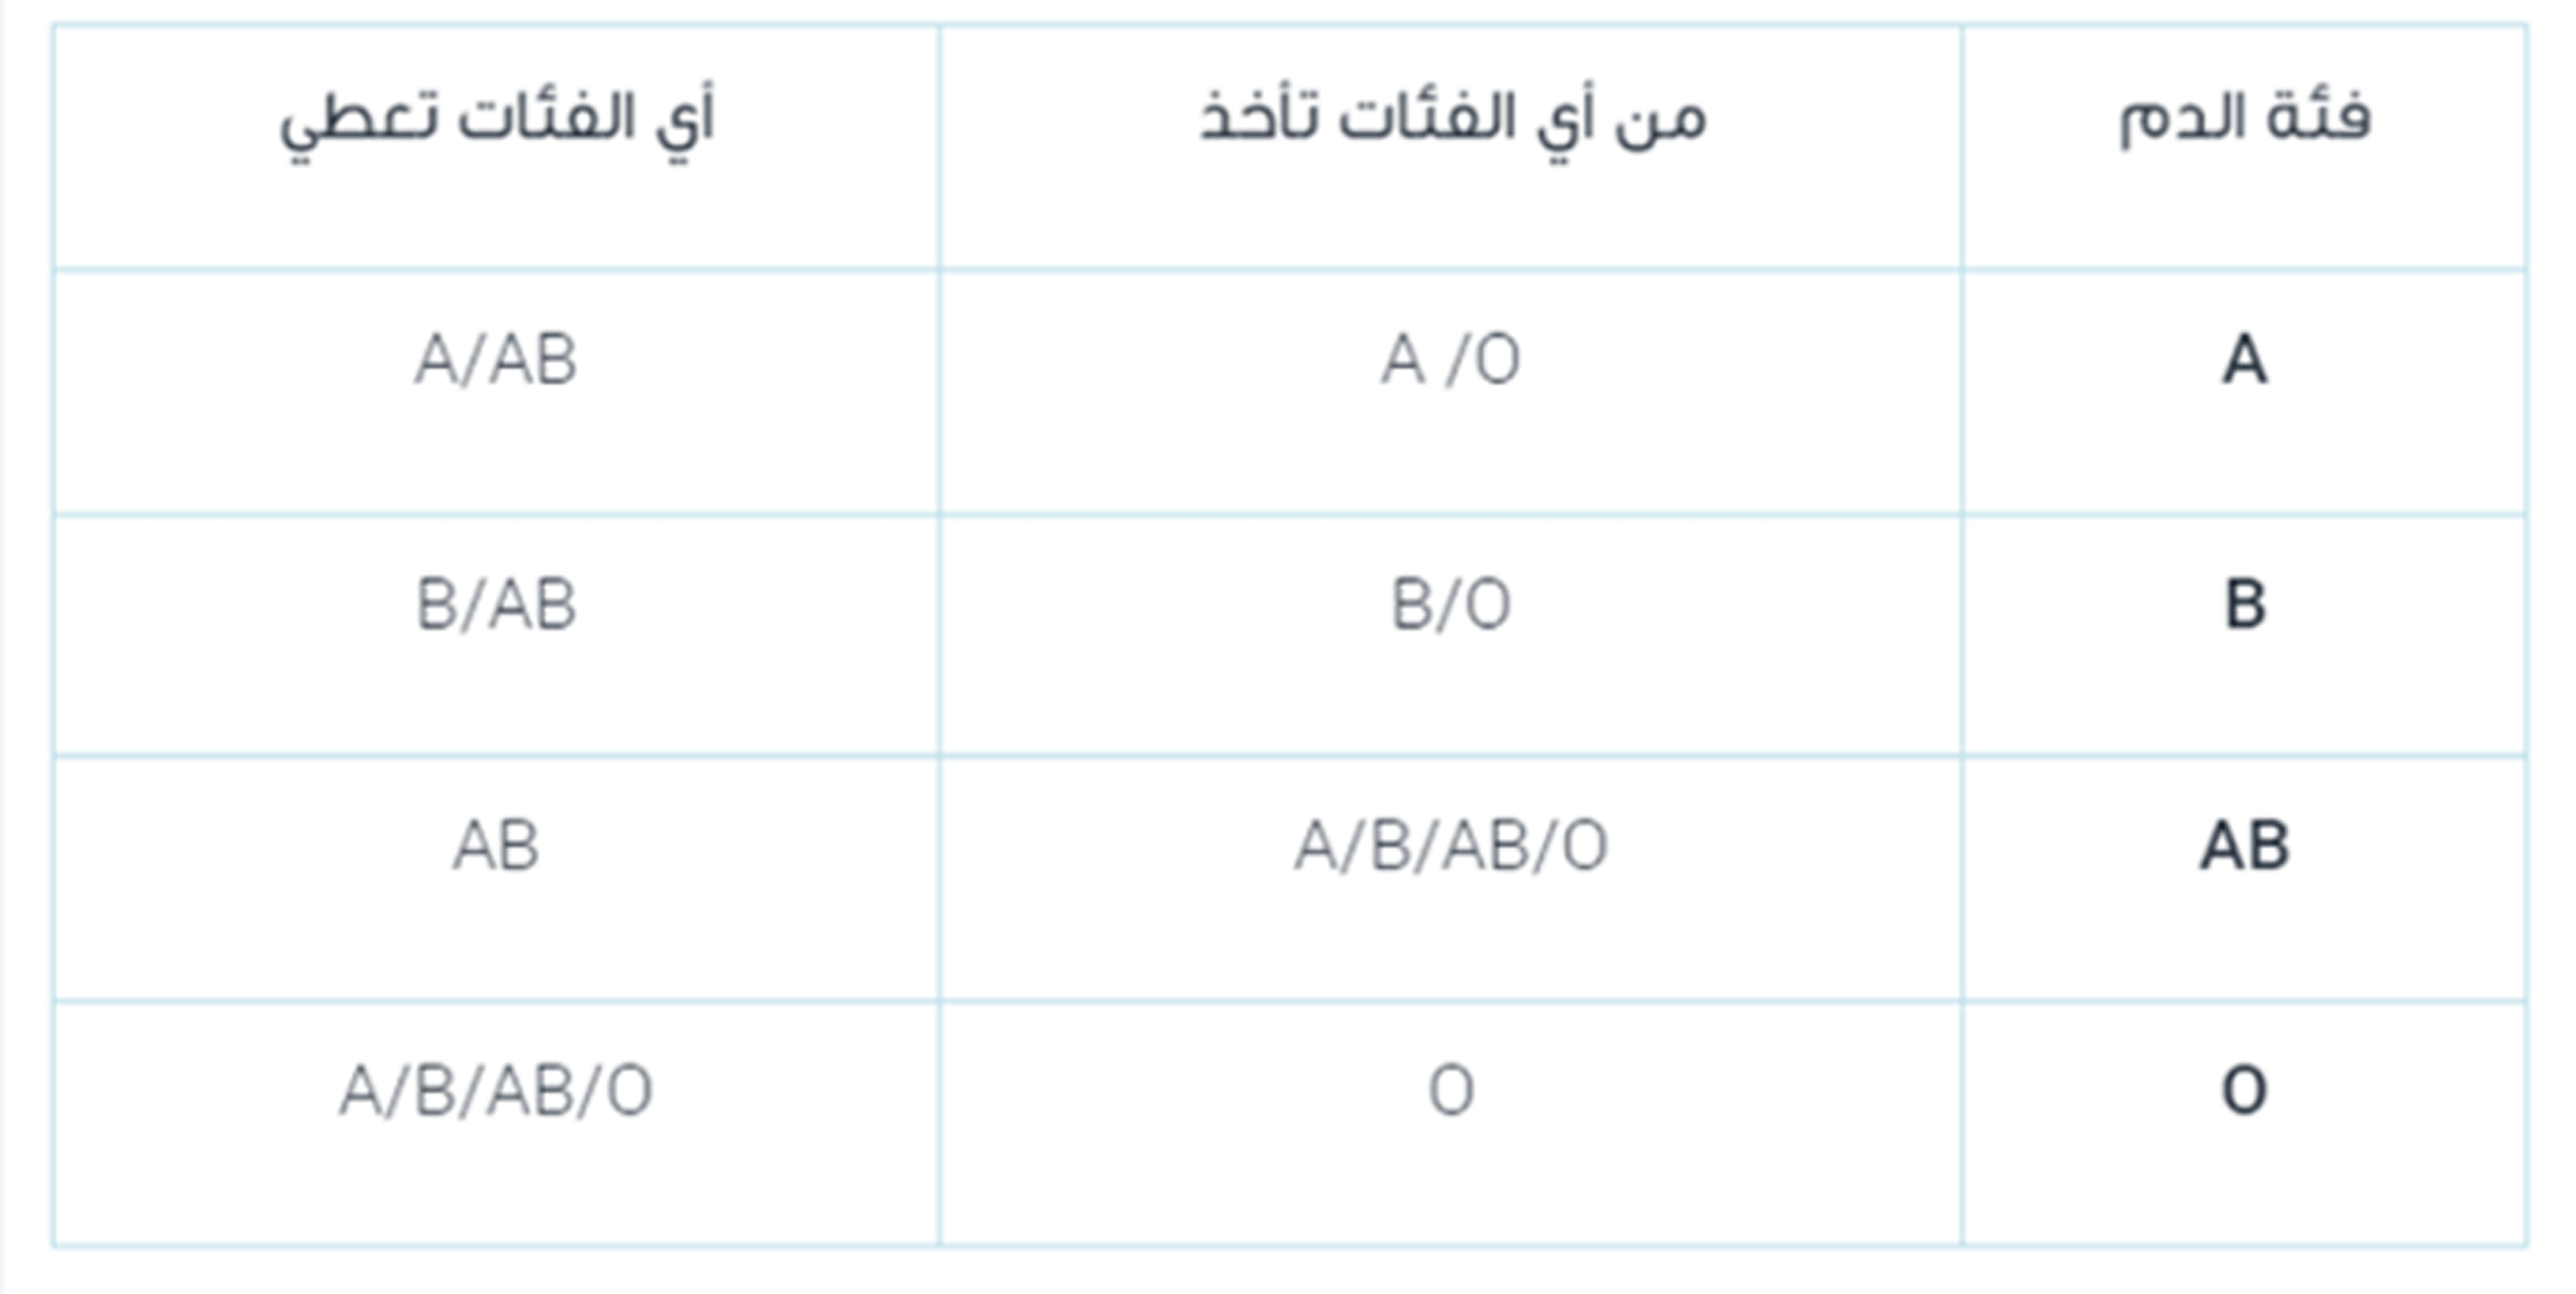 فئة الدم من أي الفئات تأخذ أي الفئات تعطي
A A /O A/AB
B B/O B/AB
AB A/B/AB/O AB
O O A/B/AB/O